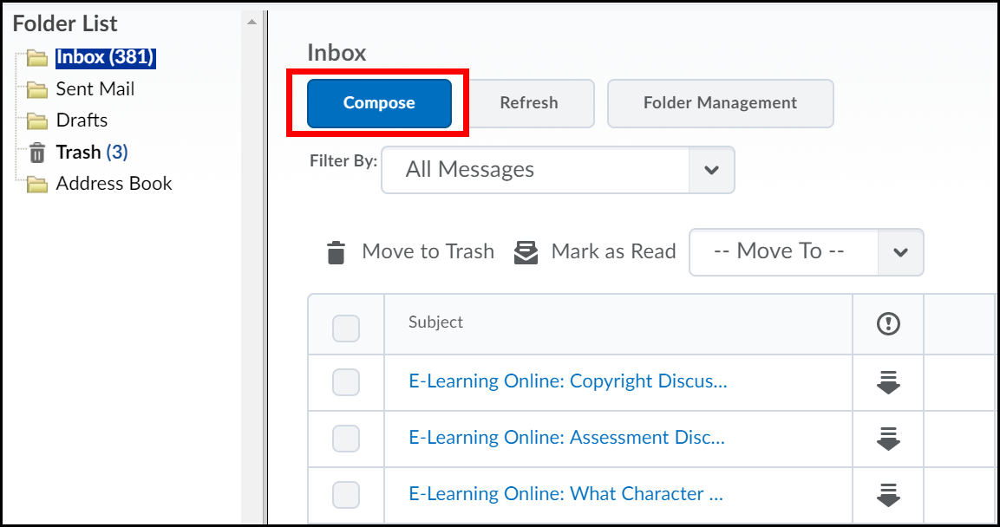 Folder List
Inbox (381)
Sent Mail
Drafts
Trash (3)
Address Book
Inbox
Compose
Refresh
Folder Management
Filter By: All Messages
Move to Trash Mark as Read -- Move To --
Subject
E-Learning Online: Copyright Discus...
E-Learning Online: Assessment Disc...
E-Learning Online: What Character ...